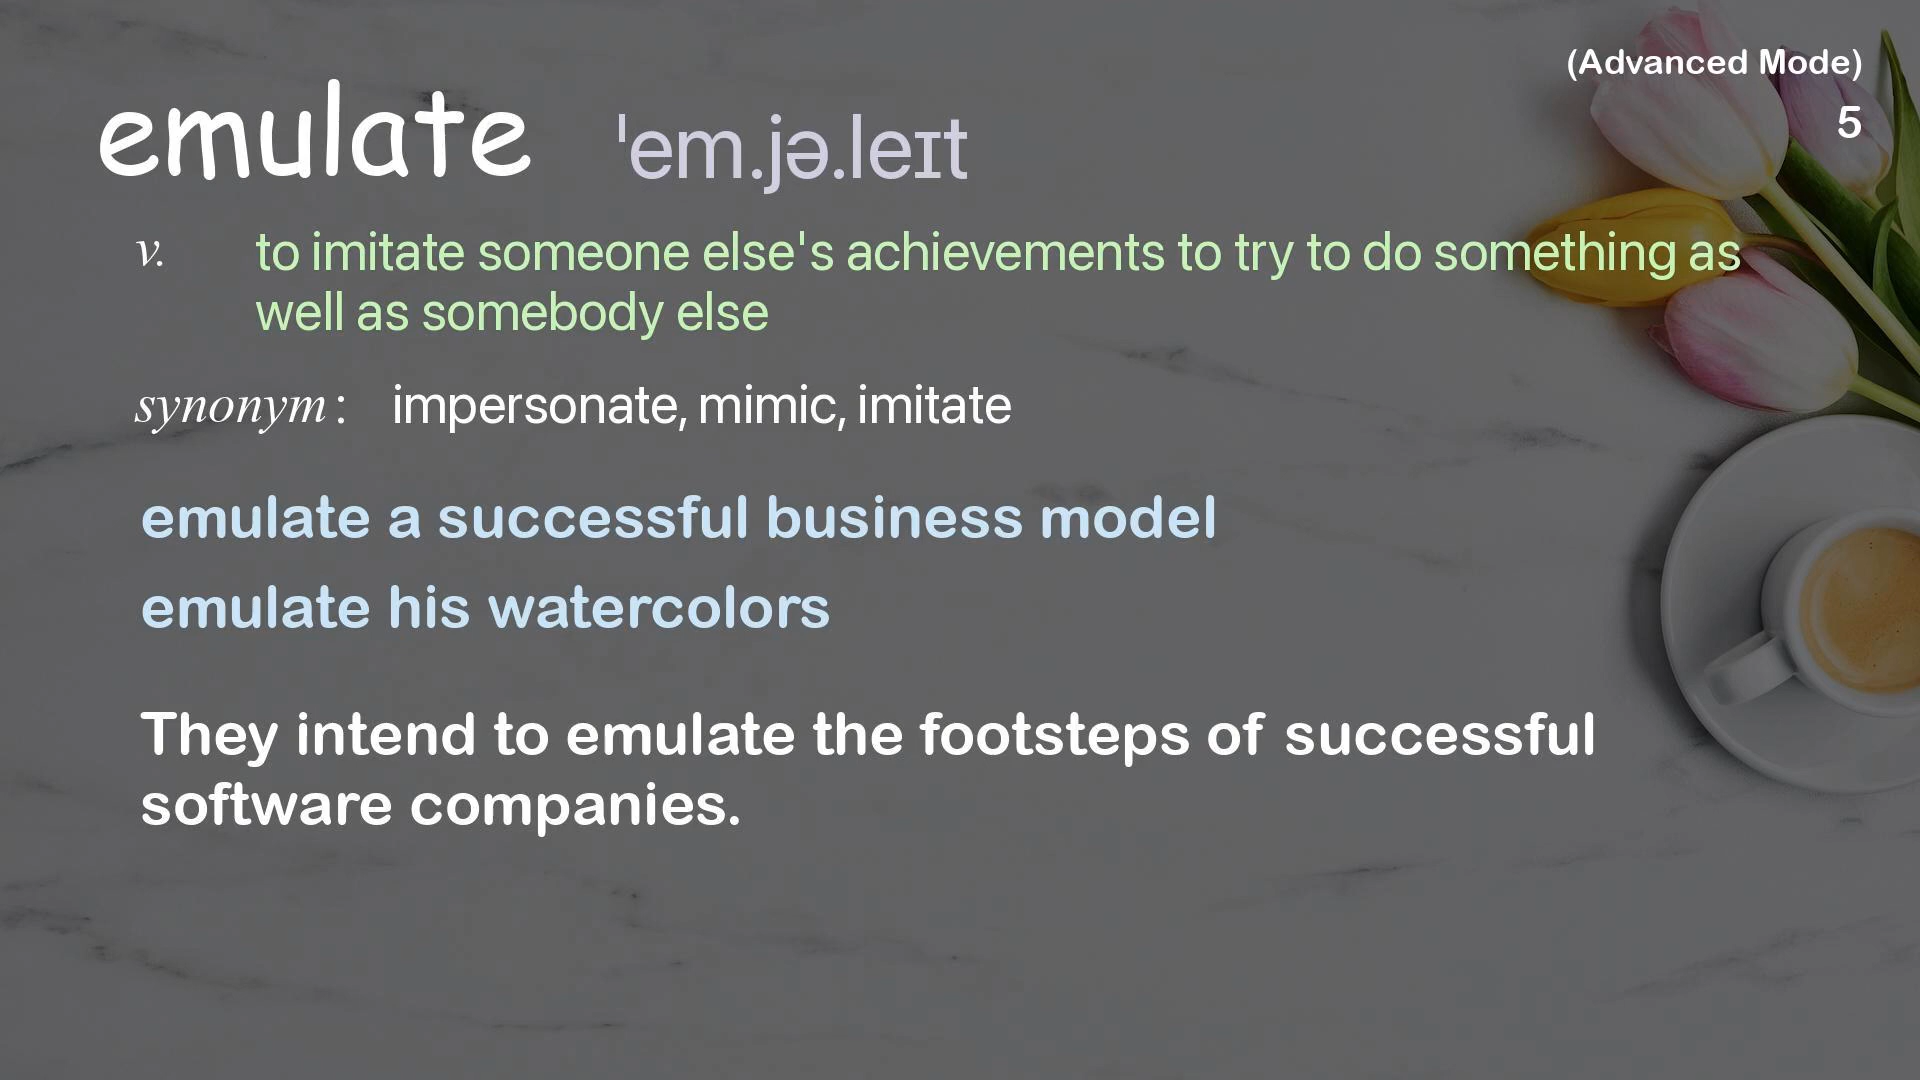 (Advanced Mode)
5
emulate ˈem.jə.leɪt
v. to imitate someone else's achievements to try to do something as
well as somebody else
synonym: impersonate, mimic, imitate
emulate a successful business model
emulate his watercolors
They intend to emulate the footsteps of successful
software companies.